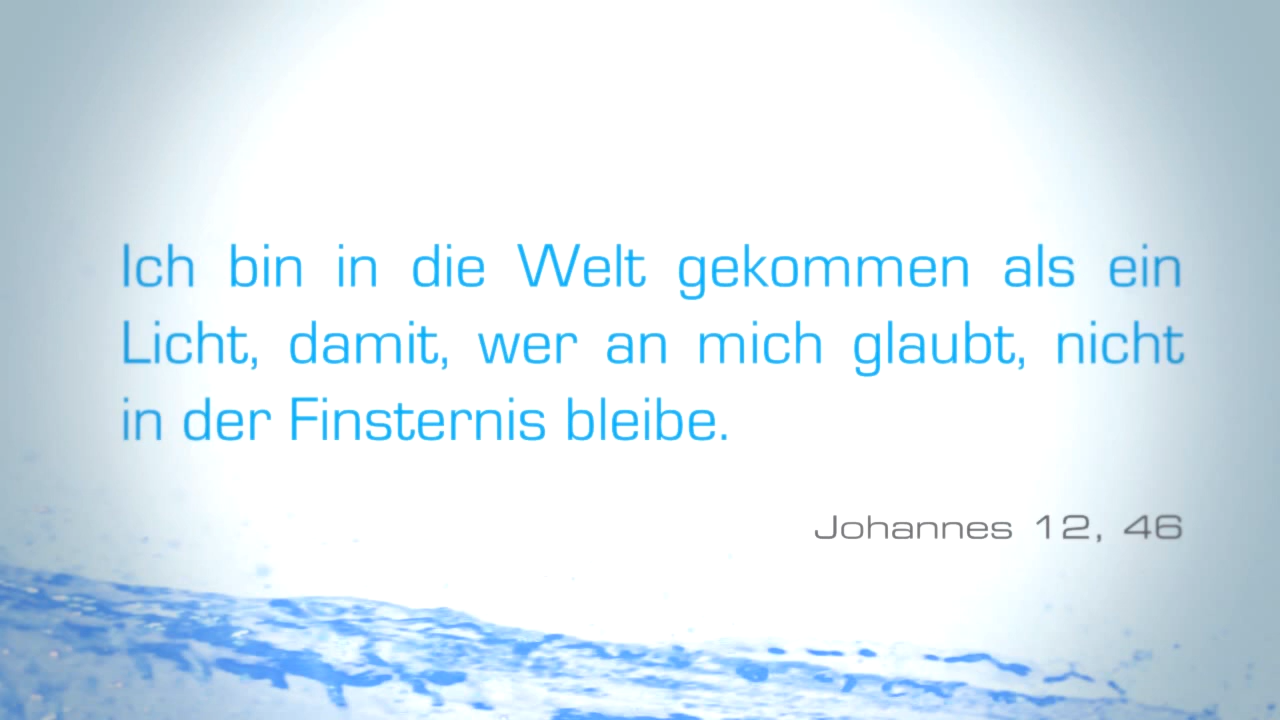 Ich bin in die Welt gekommen als ein
Licht, damit, wer an mich glaubt, nicht
in der Finsternis bleibe.
Johannes 12, 46